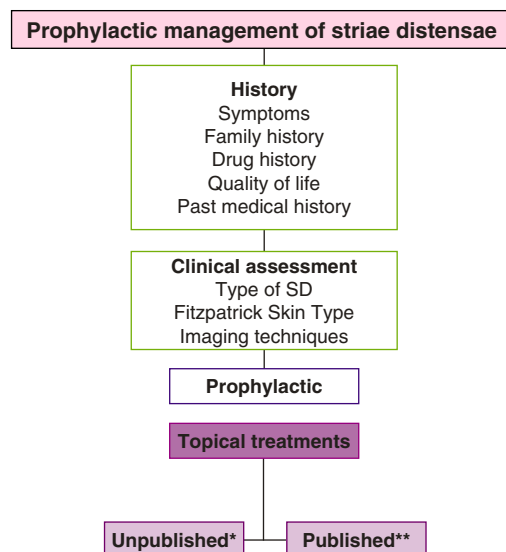 Prophylactic management of striae distensae
History
Symptoms
Family history
Drug history
Quality of life
Past medical history
Clinical assessment
Type of SD
Fitzpatrick Skin Type
Imaging techniques
Prophylactic
Topical treatments
Unpublished*
Published**